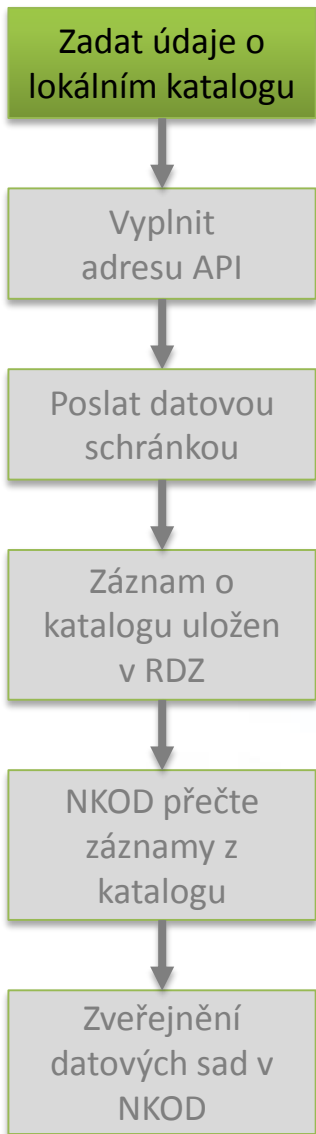 Zadat údaje o
lokálním katalogu
Vyplnit
adresu API
Poslat datovou
schránkou
Záznam o
katalogu uložen
v RDZ
NKOD přečte
záznamy z
katalogu
Zveřejnění
datových sad v
NKOD